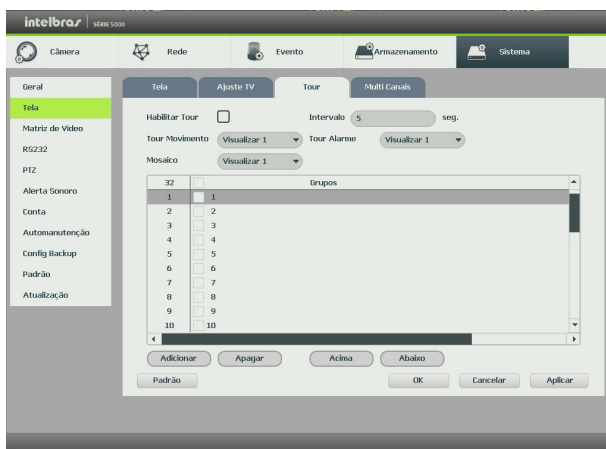 intelbras SÉRIE 5000
Câmera Rede Evento Armazenamento Sistema
Geral
Tela
Matriz de Vídeo
RS232
PTZ
Alerta Sonoro
Conta
Automanutenção
Config Backup
Padrão
Atualização
Tela Ajuste TV Tour Multi Canais
Habilitar Tour Intervalo 5 seg.
Tour Movimento Visualizar 1 Tour Alarme Visualizar 1
Mosaico Visualizar 1
32 Grupos
1 1
2 2
3 3
4 4
5 5
6 6
7 7
8 8
9 9
10 10
Adicionar Apagar Acima Abaixo
Padrão OK Cancelar Aplicar